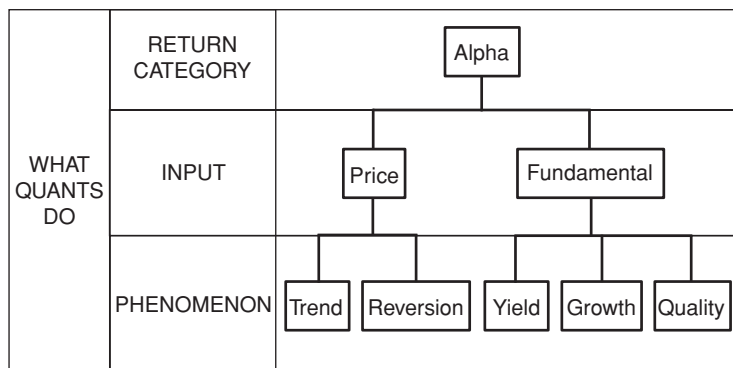 WHAT
QUANTS
DO
RETURN
CATEGORY
Alpha
INPUT
Price
Fundamental
PHENOMENON
Trend
Reversion
Yield
Growth
Quality